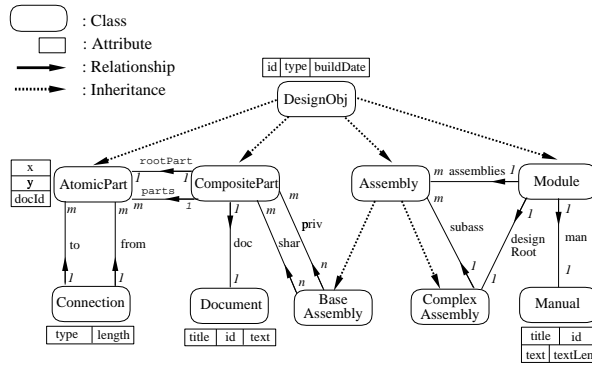 : Class
: Attribute
: Relationship
: Inheritance
id type buildDate
DesignObj
x
y
docId
AtomicPart
1 rootPart 1
m parts 1
CompositePart
Assembly
m assemblies 1
Module
m
to
1
m
from
1
1
doc
1
m
shar
n
m
priv
n
m
subass
1
1
design
Root
1
1
man
1
Connection
type length
Document
title id text
Base
Assembly
Complex
Assembly
Manual
title id
text textLen